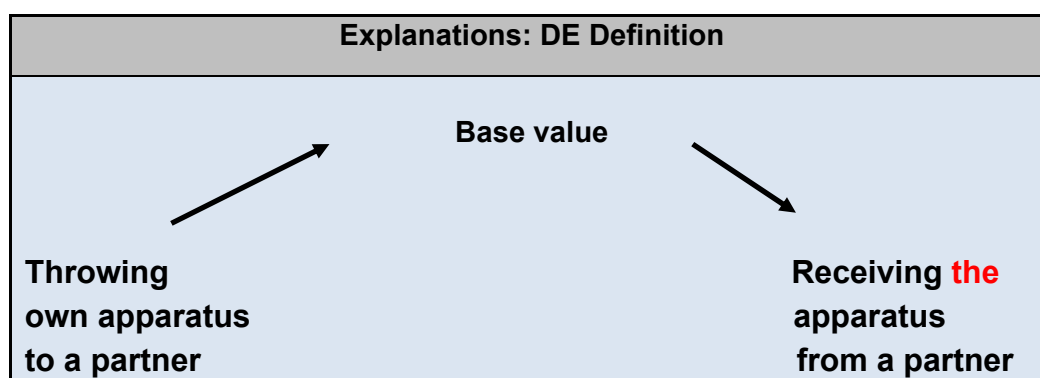 Explanations: DE Definition
Base value
Throwing
own apparatus
to a partner
Receiving the
apparatus
from a partner